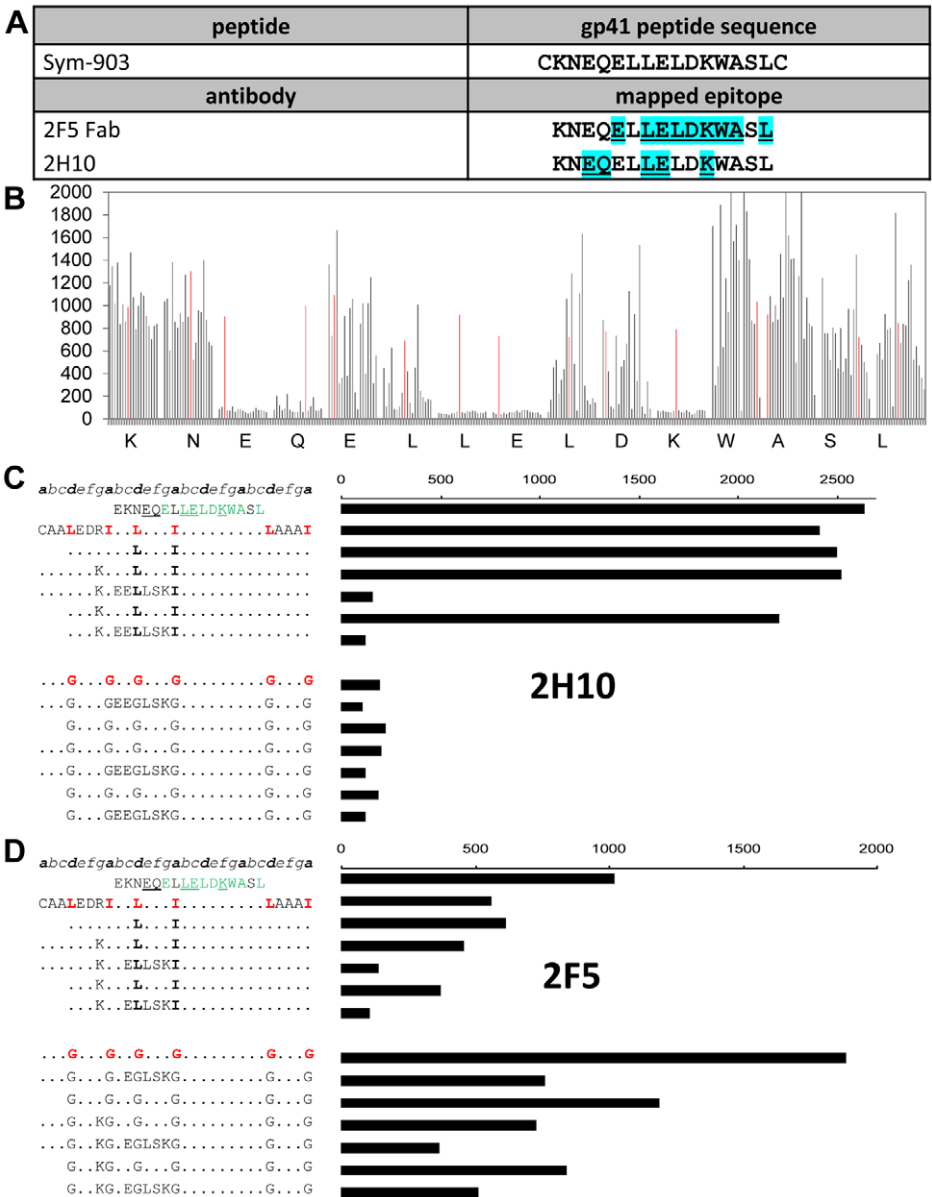 A
peptide gp41 peptide sequence
Sym-903 CKNEQELLELDKWASLC
antibody mapped epitope
2F5 Fab KNEQELLELDKWASL
2H10 KNEQELLELDKWASL
B
2000
1800
1600
1400
1200
1000
800
600
400
200
0
K N E Q E L L E L D K W A S L
C
abcdefgabcdefgabcdefgabcdefga 0 500 1000 1500 2000 2500
EKNEQELLELDKWASL
CAALEDRI..L...I.........LAAAI
.......L...I..............
......K...L...I..............
......K.EELLSKI..............
...K...L...I..............
...K.EELLSKI..............
2H10
...G...G..G...G.........G...G
...G...GEEGLSKG.........G...G
G...G..G...G.........G...G
...G...G..G...G.........G...G
...G...GEEGLSKG.........G...G
G...G..G...G.........G...G
G...GEEGLSKG.........G...G
D
abcdefgabcdefgabcdefgabcdefga 0 500 1000 1500 2000
EKNEQELLELDKWASL
CAALEDRI..L...I.........LAAAI
.......L...I..............
......K...L...I..............
......K..ELLSKI..............
...K...L...I..............
...K..ELLSKI..............
2F5
...G...G..G...G.........G...G
...G...G.EGLSKG.........G...G
G...G..G...G.........G...G
...G..KG..G...G.........G...G
...G..KG.EGLSKG.........G...G
G..KG..G...G.........G...G
G..KG.EGLSKG.........G...G